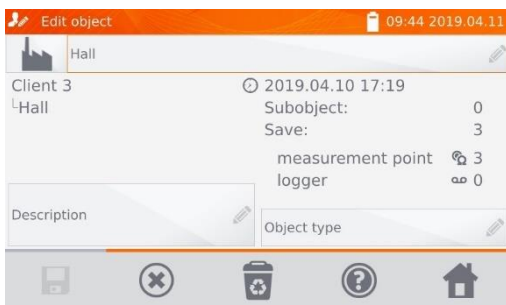 Edit object
09:44 2019.04.11
Hall
Client 3
2019.04.10 17:19
└Hall
Subobject: 0
Save: 3
measurement point 3
logger 0
Description
Object type